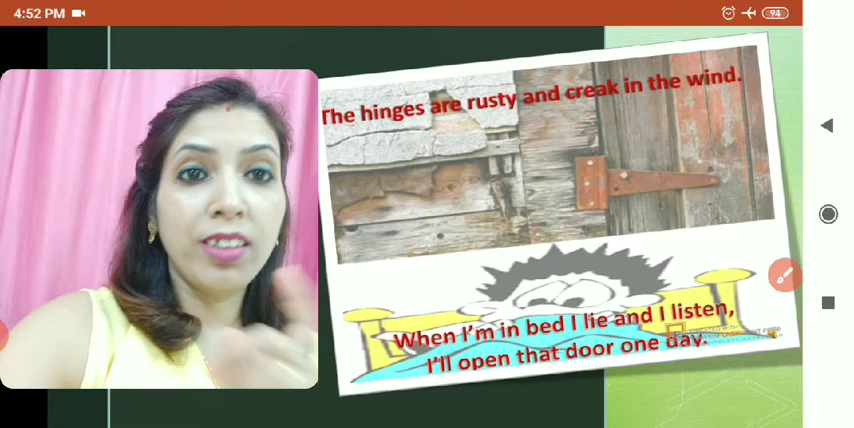 4:52 PM
94
The hinges are rusty and creak in the wind.
When I'm in bed I lie and I listen,
I'll open that door one day.